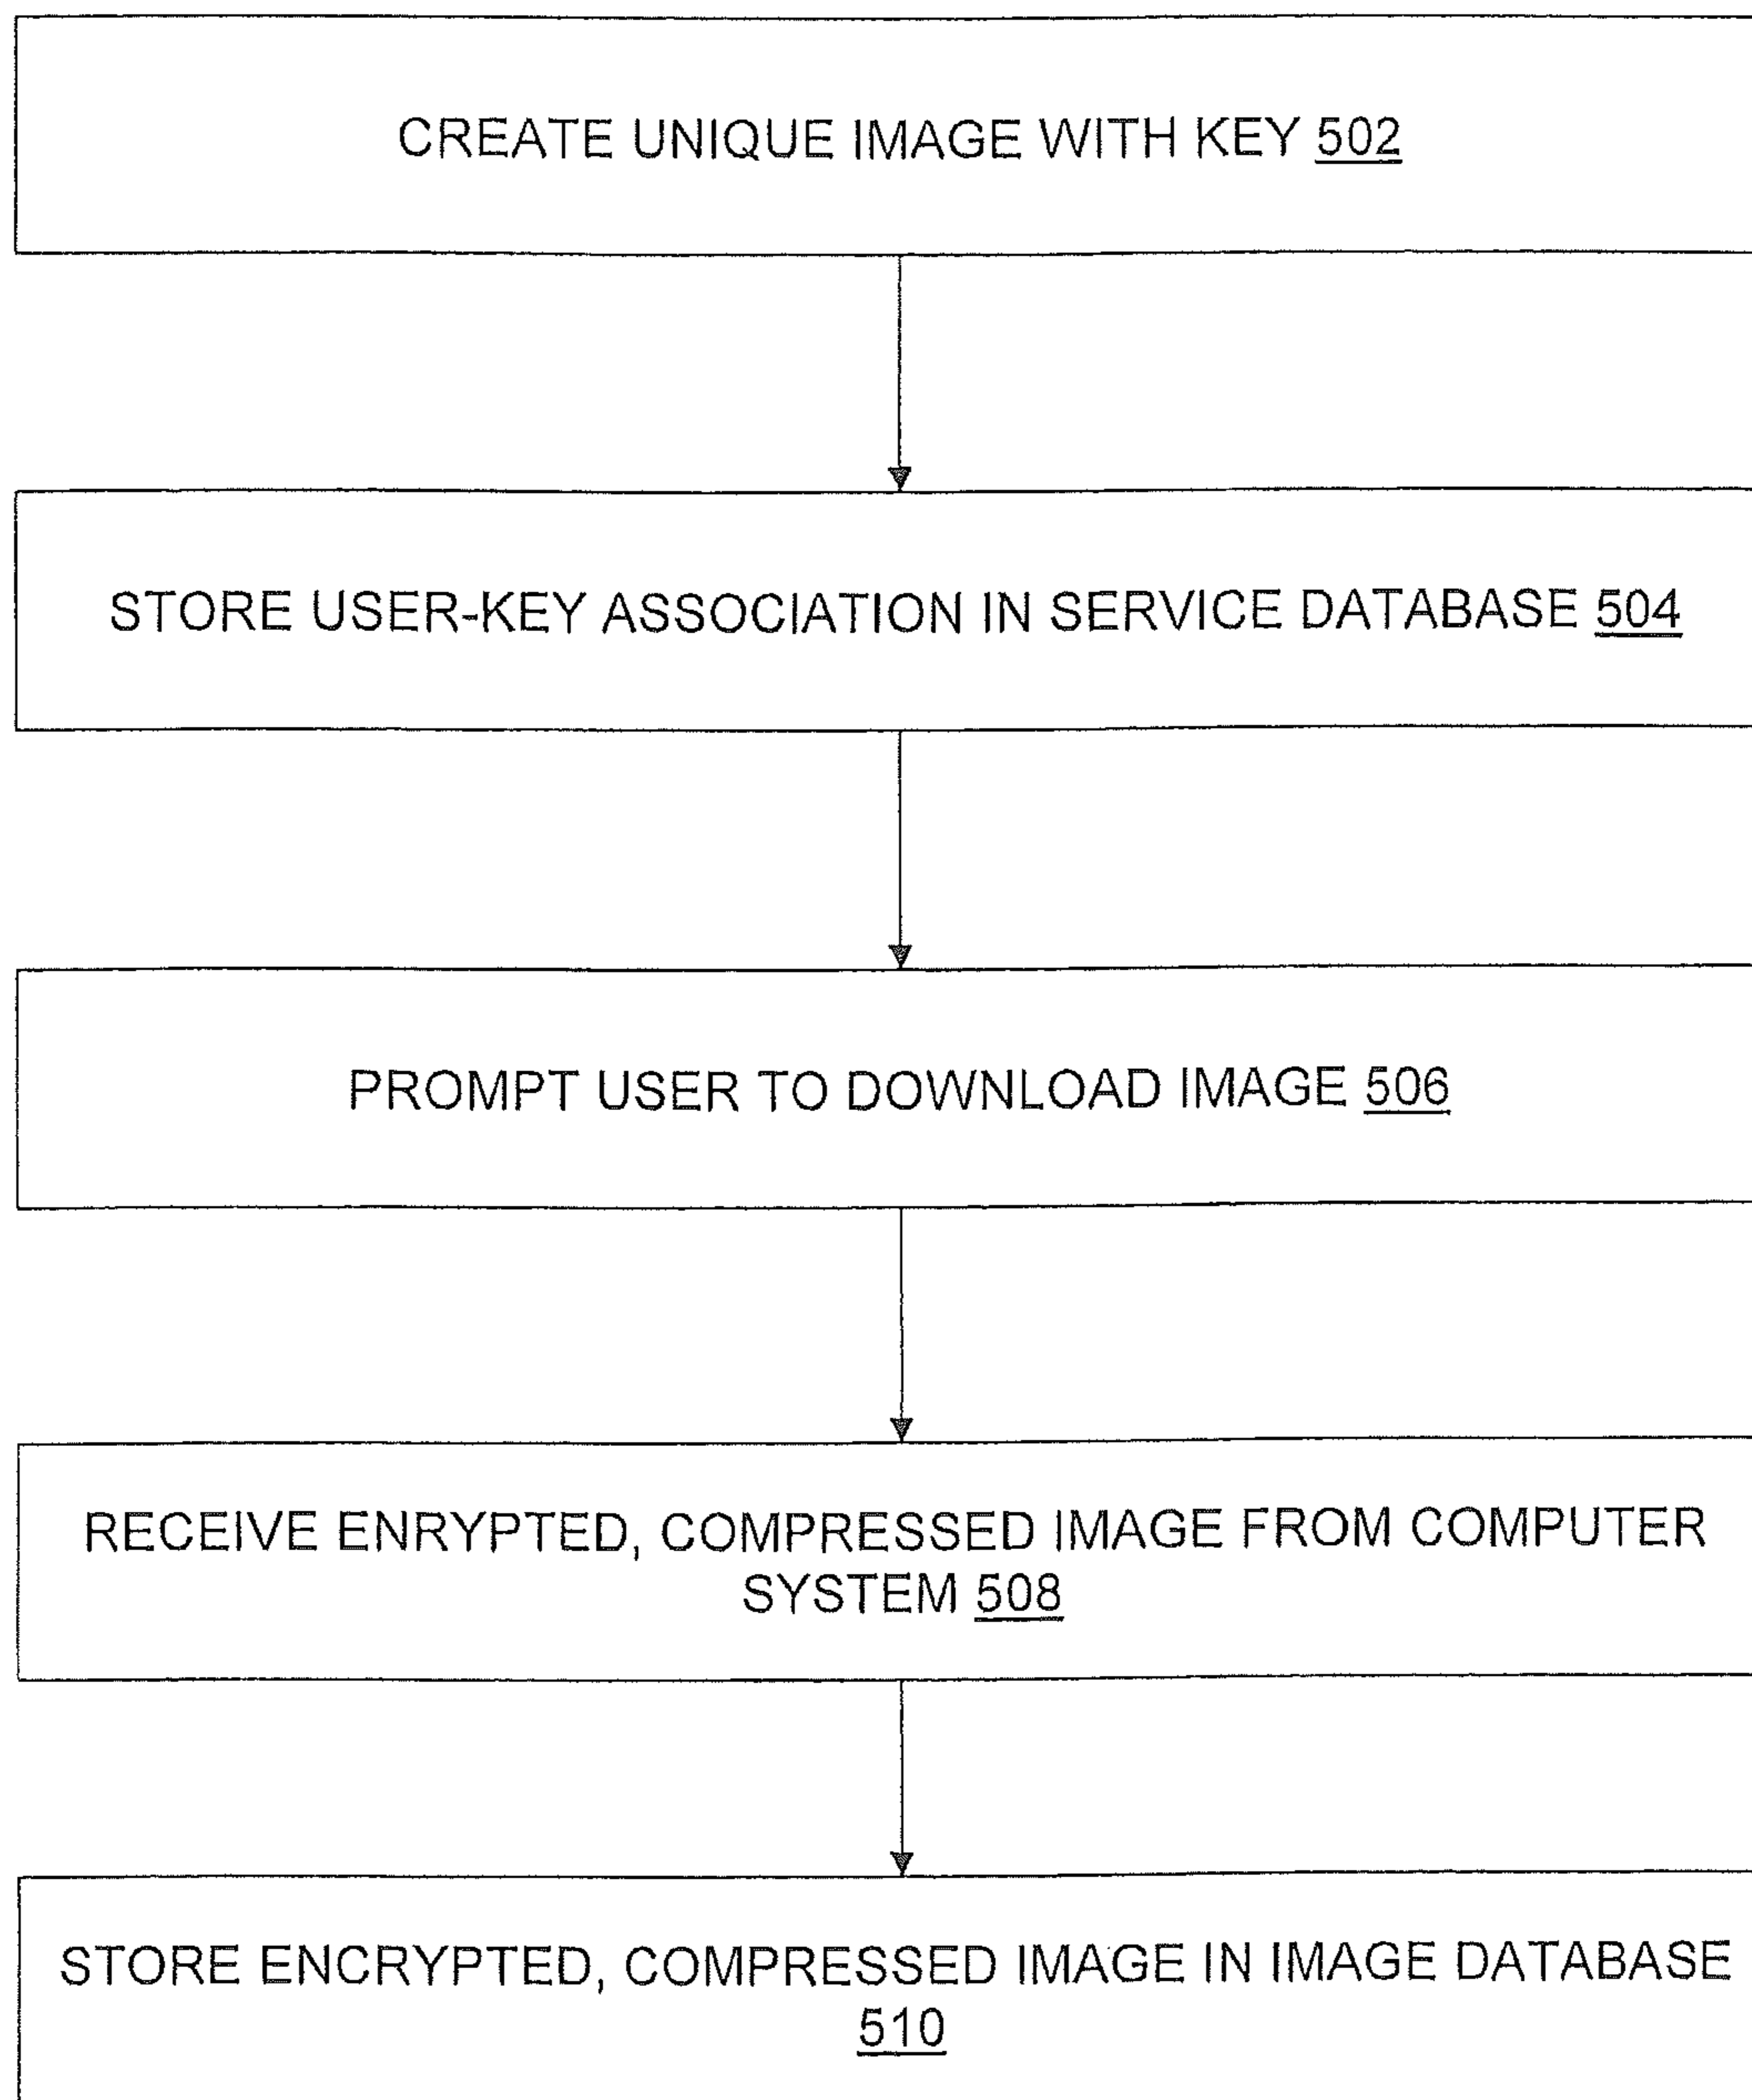 CREATE UNIQUE IMAGE WITH KEY 502
STORE USER-KEY ASSOCIATION IN SERVICE DATABASE 504
PROMPT USER TO DOWNLOAD IMAGE 506
RECEIVE ENRYPTED, COMPRESSED IMAGE FROM COMPUTER
SYSTEM 508
STORE ENCRYPTED, COMPRESSED IMAGE IN IMAGE DATABASE
510